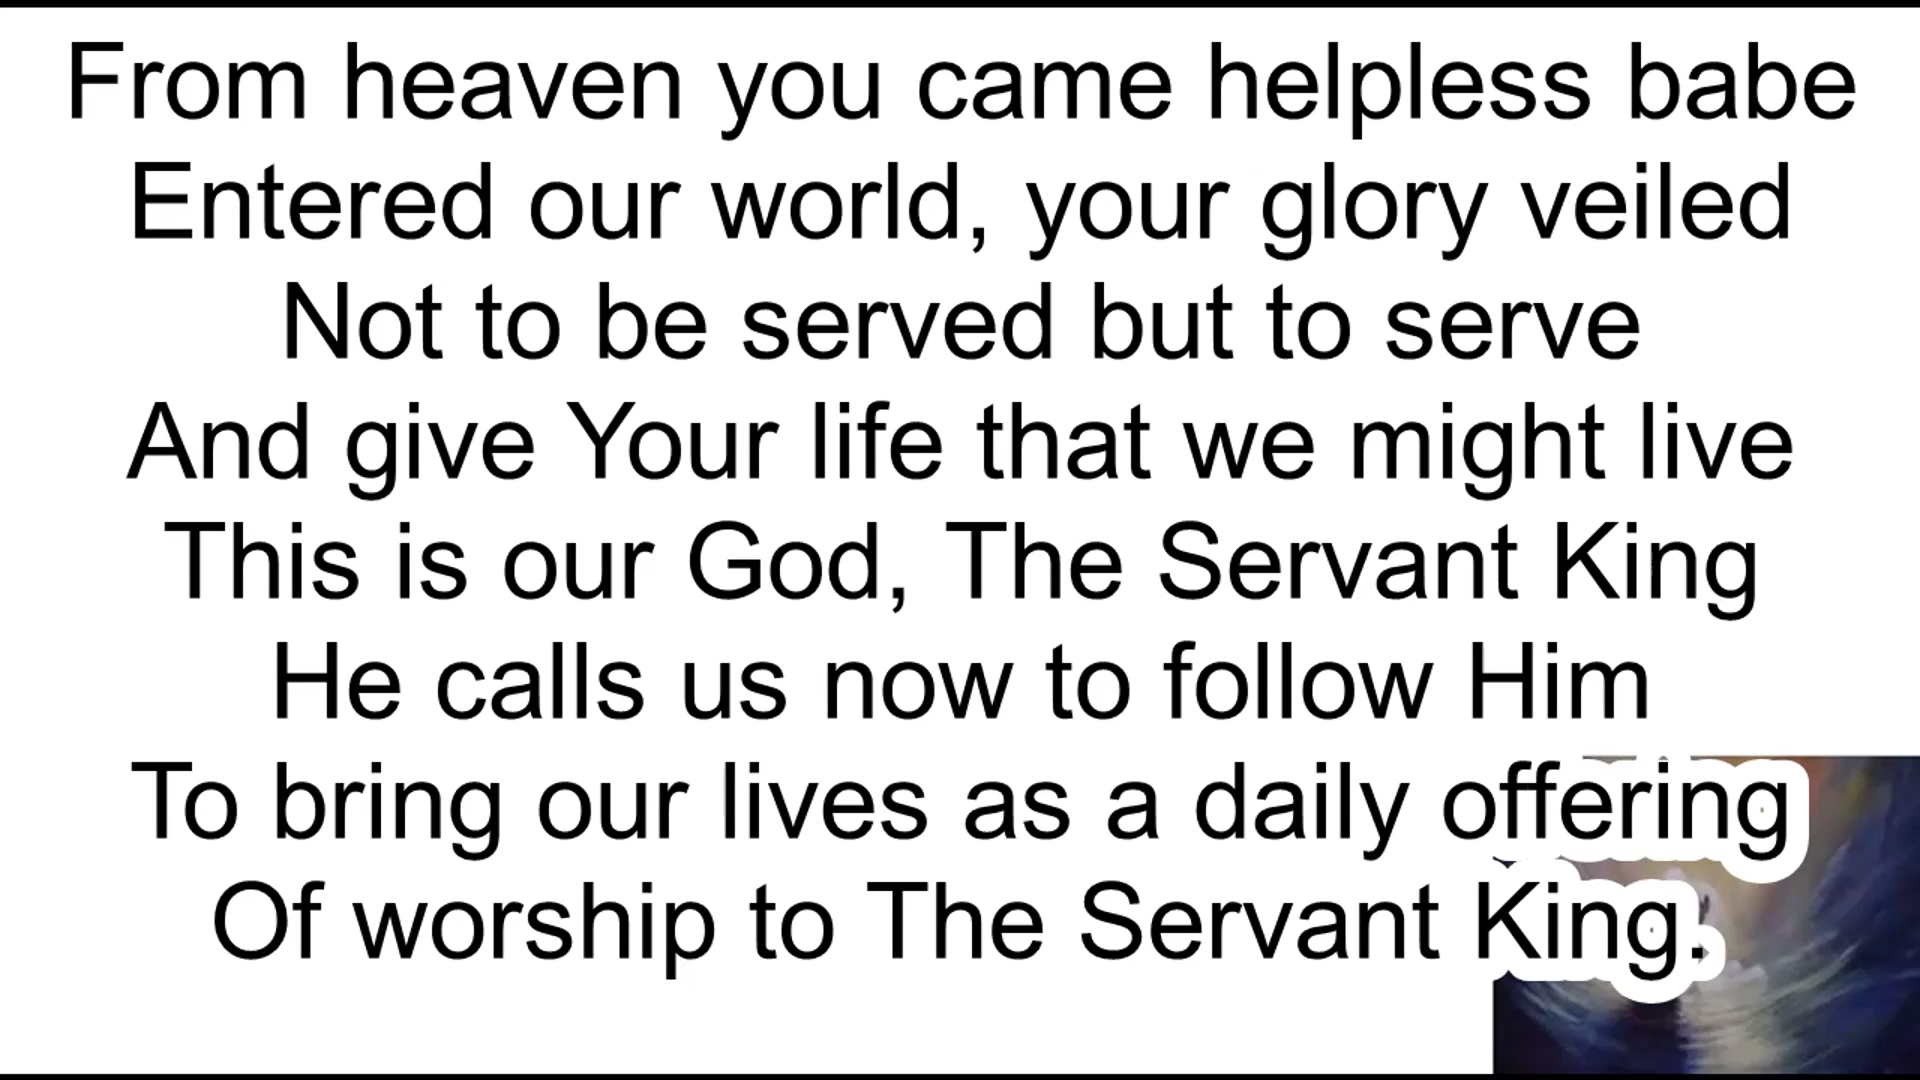 From heaven you came helpless babe
Entered our world, your glory veiled
Not to be served but to serve
And give Your life that we might live
This is our God, The Servant King
He calls us now to follow Him
To bring our lives as a daily offering
Of worship to The Servant King.